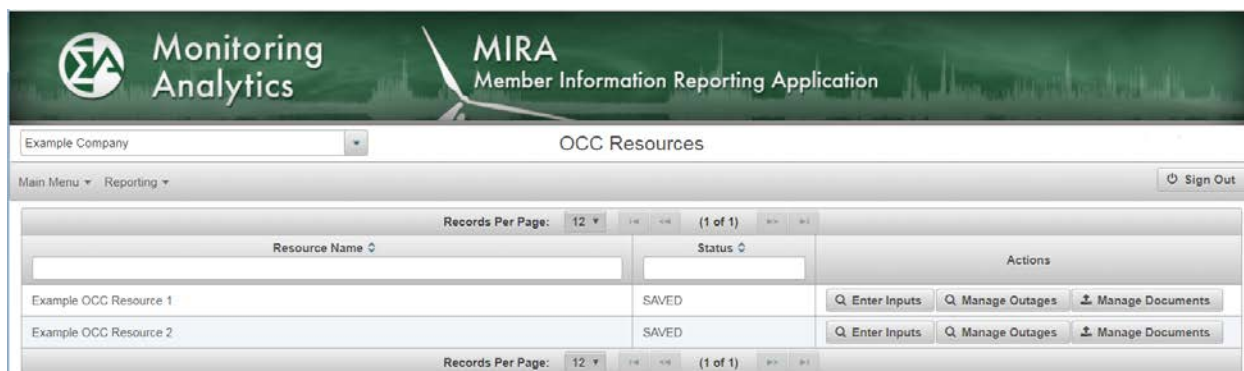 Monitoring Analytics
MIRA
Member Information Reporting Application
Example Company
OCC Resources
Main Menu Reporting Sign Out
Records Per Page: 12 (1 of 1)
Resource Name Status Actions
Example OCC Resource 1 SAVED Enter Inputs Manage Outages Manage Documents
Example OCC Resource 2 SAVED Enter Inputs Manage Outages Manage Documents
Records Per Page: 12 (1 of 1)